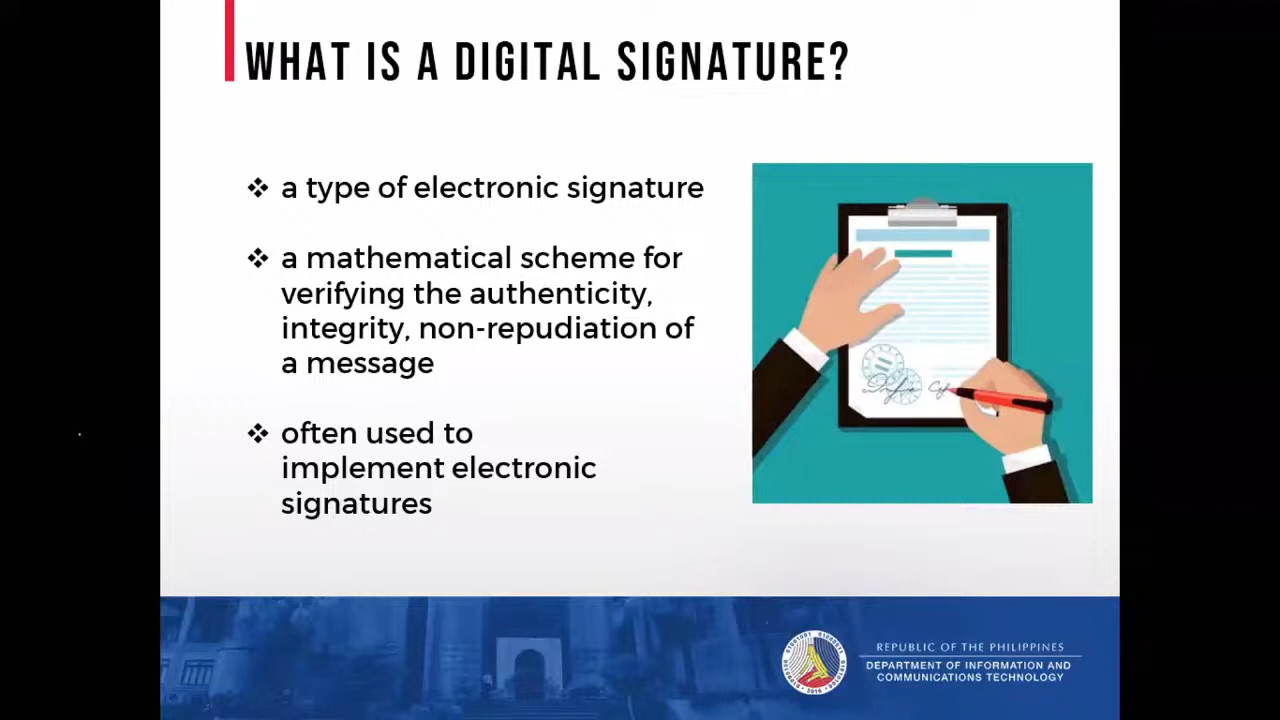 WHAT IS A DIGITAL SIGNATURE?
❖ a type of electronic signature
❖ a mathematical scheme for
verifying the authenticity,
integrity, non-repudiation of
a message
❖ often used to
implement electronic
signatures
REPUBLIC OF THE PHILIPPINES
DEPARTMENT OF INFORMATION AND
COMMUNICATIONS TECHNOLOGY
2016